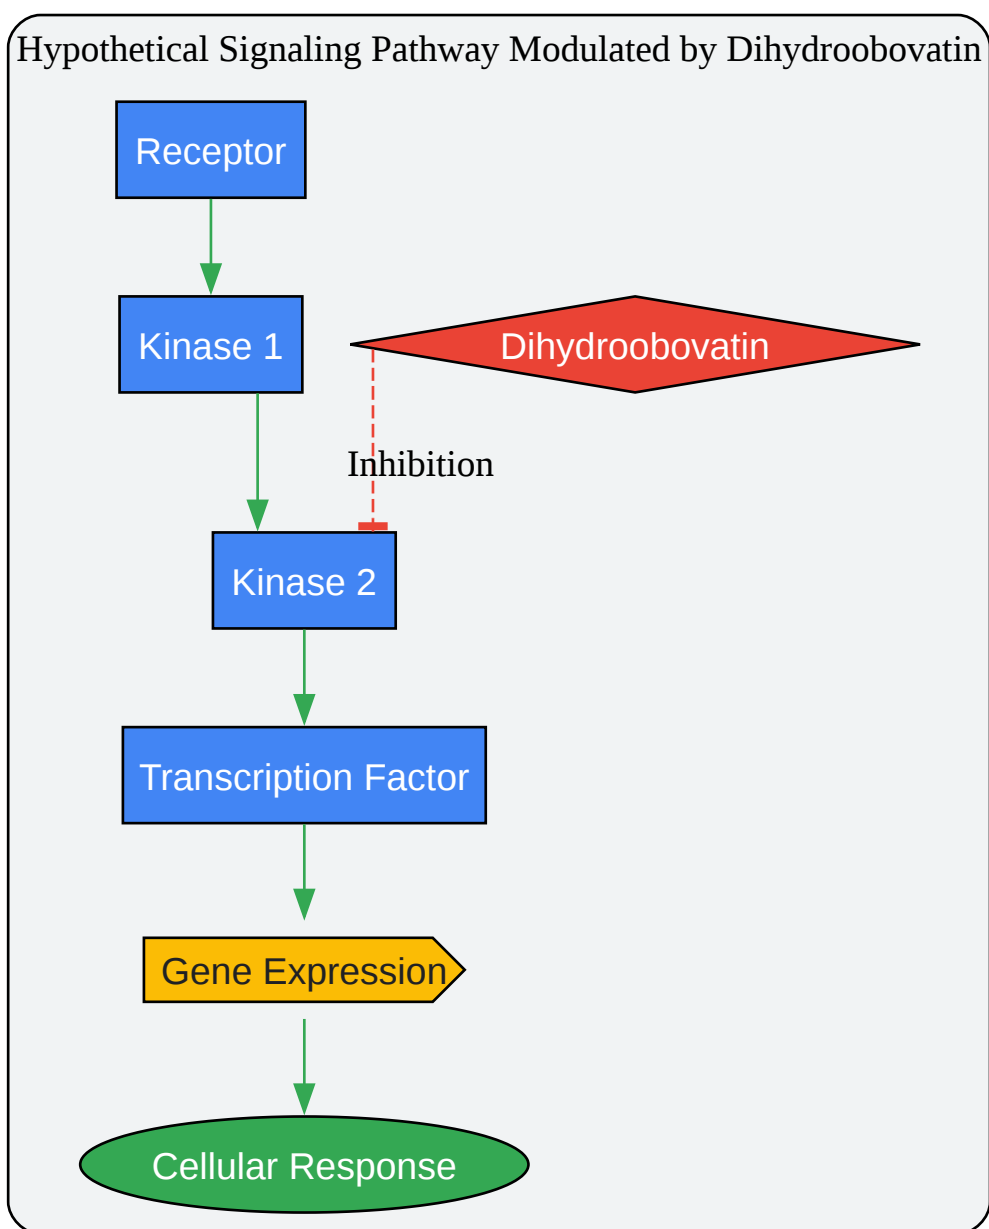 Hypothetical Signaling Pathway Modulated by Dihydroobovatin
Receptor
Kinase 1
Dihydroobovatin
Inhibition
Kinase 2
Transcription Factor
Gene Expression
Cellular Response